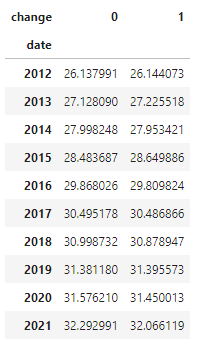 change 0 1
date
2012 26.137991 26.144073
2013 27.128090 27.225518
2014 27.998248 27.953421
2015 28.483687 28.649886
2016 29.868026 29.809824
2017 30.495178 30.486866
2018 30.998732 30.878947
2019 31.381180 31.395573
2020 31.576210 31.450013
2021 32.292991 32.066119